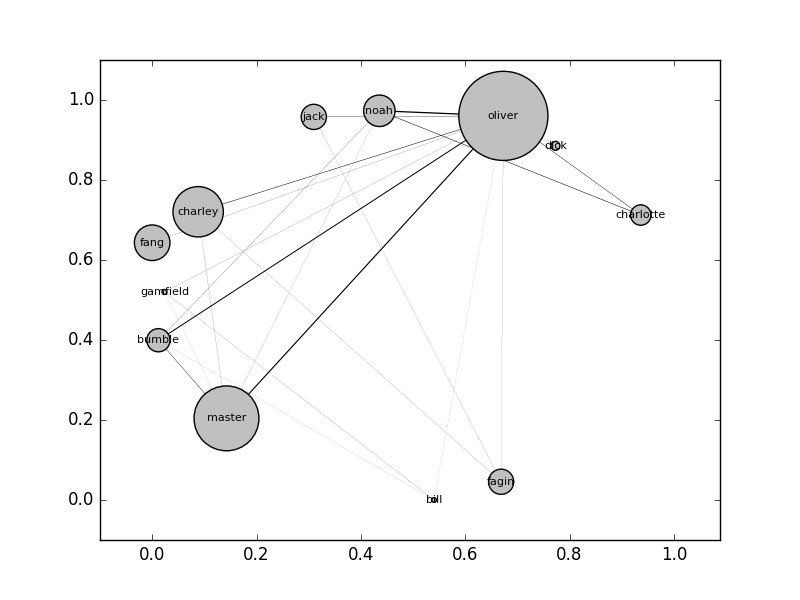 1.0
0.8
0.6
0.4
0.2
0.0
noah
jack
oliver
dick
charley
charlotte
fang
gamfield
bumble
master
fagin
bill
0.0 0.2 0.4 0.6 0.8 1.0